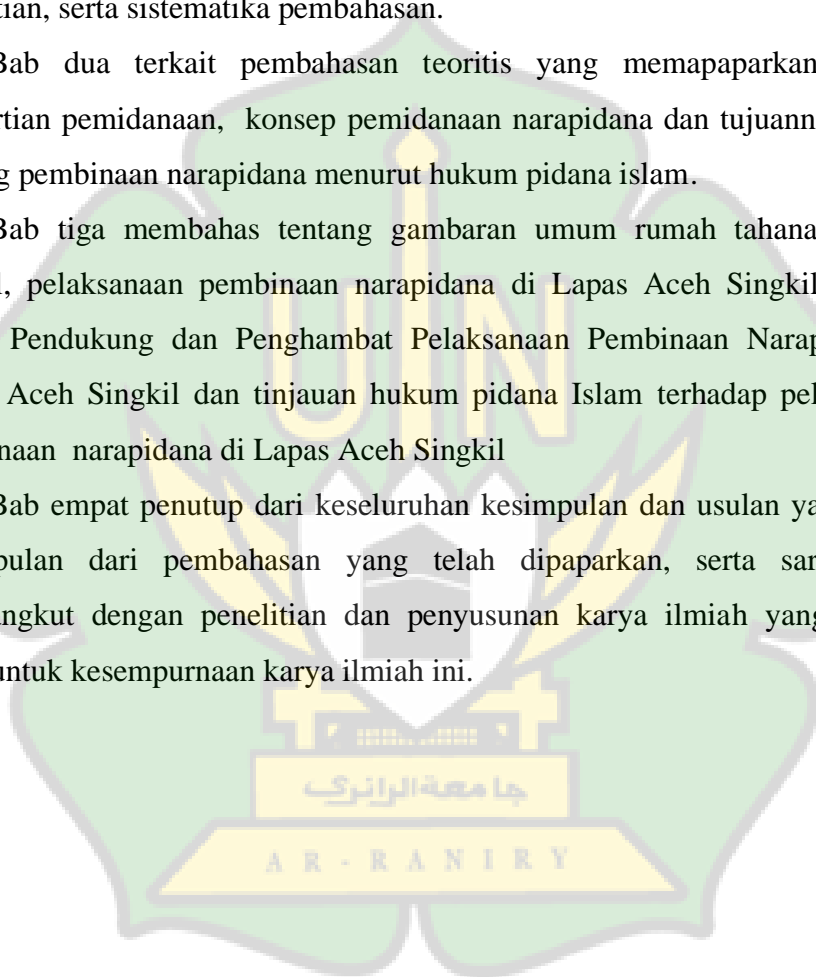 tian, serta sistematika pembahasan.
Bab dua terkait pembahasan teoritis yang memapaparkan
rtian pemidanaan, konsep pemidanaan narapidana dan tujuann
g pembinaan narapidana menurut hukum pidana islam.
Bab tiga membahas tentang gambaran umum rumah tahana
l, pelaksanaan pembinaan narapidana di Lapas Aceh Singkil
Pendukung dan Penghambat Pelaksanaan Pembinaan Narap
Aceh Singkil dan tinjauan hukum pidana Islam terhadap pel
naan narapidana di Lapas Aceh Singkil
Bab empat penutup dari keseluruhan kesimpulan dan usulan ya
pulan dari pembahasan yang telah dipaparkan, serta sar
ngkut dengan penelitian dan penyusunan karya ilmiah yang
untuk kesempurnaan karya ilmiah ini.
UIN
جامعة الرانري
AR-RANIRY